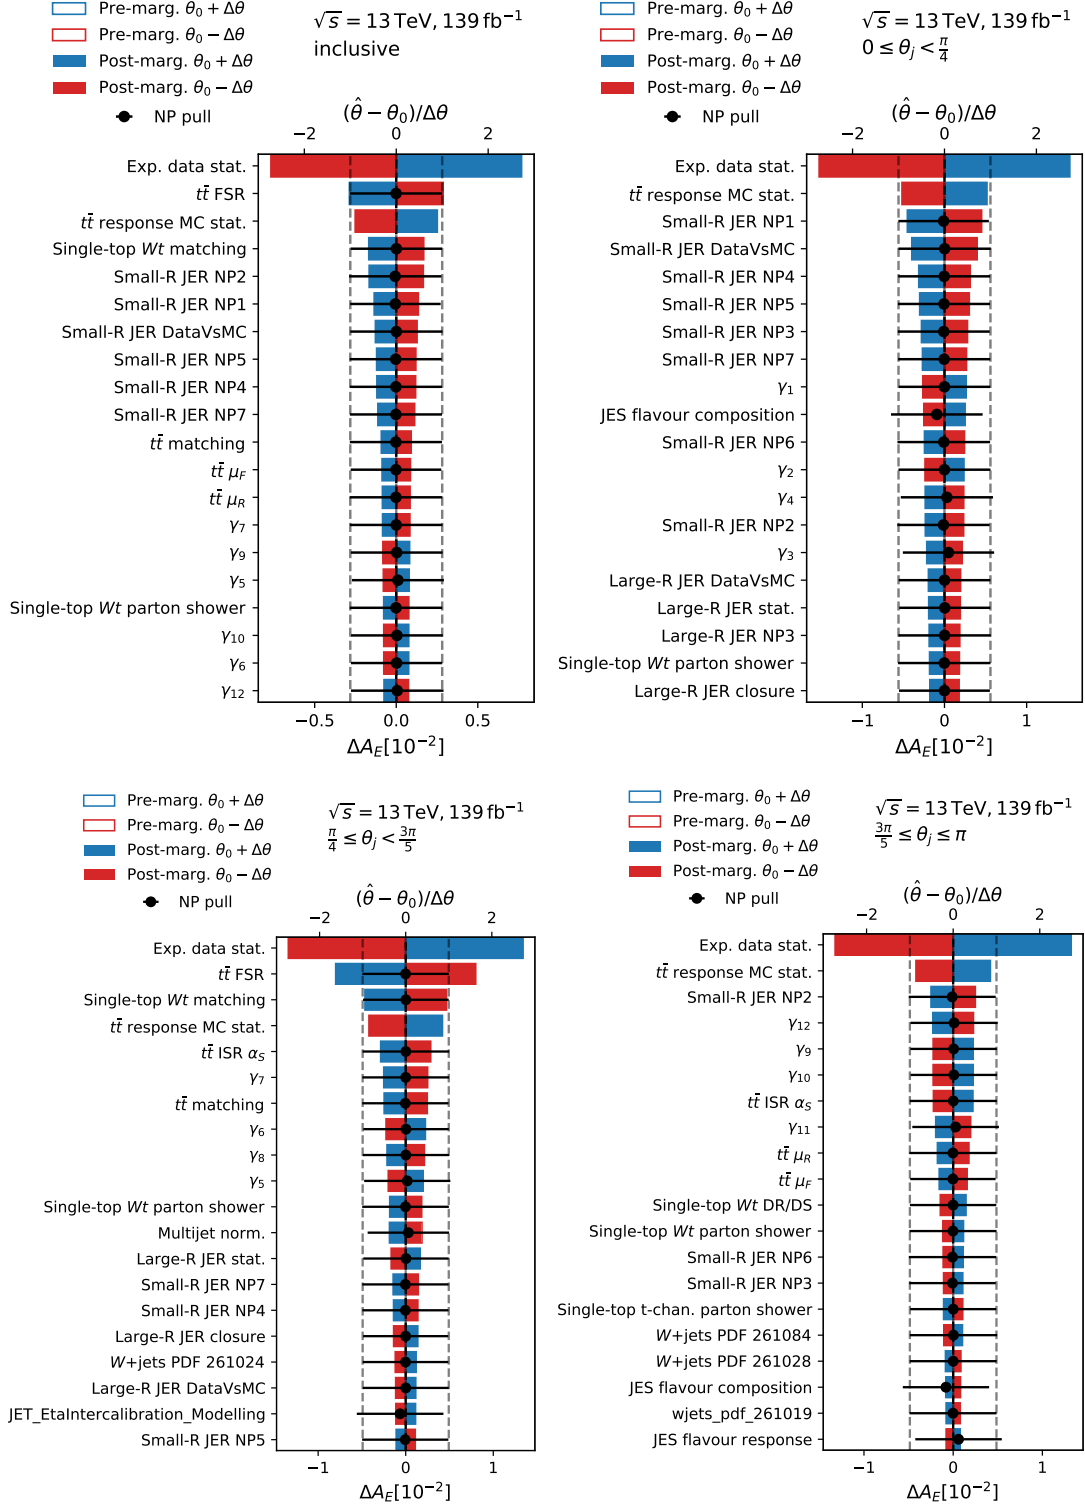 Pre-marg. θ₀ + Δθ
Pre-marg. θ₀ − Δθ
Post-marg. θ₀ + Δθ
Post-marg. θ₀ − Δθ
NP pull
√s = 13 TeV, 139 fb⁻¹
inclusive
(θ̂ − θ₀)/Δθ
−2 0 2
Exp. data stat.
tt̄ FSR
tt̄ response MC stat.
Single-top Wt matching
Small-R JER NP2
Small-R JER NP1
Small-R JER DataVsMC
Small-R JER NP5
Small-R JER NP4
Small-R JER NP7
tt̄ matching
tt̄ μ_F
tt̄ μ_R
γ₇
γ₉
γ₅
Single-top Wt parton shower
γ₁₀
γ₆
γ₁₂
−0.5 0.0 0.5
ΔA_E[10⁻²]
Pre-marg. θ₀ + Δθ
Pre-marg. θ₀ − Δθ
Post-marg. θ₀ + Δθ
Post-marg. θ₀ − Δθ
NP pull
√s = 13 TeV, 139 fb⁻¹
0 ≤ θ_j < π/4
(θ̂ − θ₀)/Δθ
−2 0 2
Exp. data stat.
tt̄ response MC stat.
Small-R JER NP1
Small-R JER DataVsMC
Small-R JER NP4
Small-R JER NP5
Small-R JER NP3
Small-R JER NP7
γ₁
JES flavour composition
Small-R JER NP6
γ₂
γ₄
Small-R JER NP2
γ₃
Large-R JER DataVsMC
Large-R JER stat.
Large-R JER NP3
Single-top Wt parton shower
Large-R JER closure
−1 0 1
ΔA_E[10⁻²]
Pre-marg. θ₀ + Δθ
Pre-marg. θ₀ − Δθ
Post-marg. θ₀ + Δθ
Post-marg. θ₀ − Δθ
NP pull
√s = 13 TeV, 139 fb⁻¹
π/4 ≤ θ_j < 3π/5
(θ̂ − θ₀)/Δθ
−2 0 2
Exp. data stat.
tt̄ FSR
Single-top Wt matching
tt̄ response MC stat.
tt̄ ISR α_S
γ₇
tt̄ matching
γ₆
γ₈
γ₅
Single-top Wt parton shower
Multijet norm.
Large-R JER stat.
Small-R JER NP7
Small-R JER NP4
Large-R JER closure
W+jets PDF 261024
Large-R JER DataVsMC
JET_EtaIntercalibration_Modelling
Small-R JER NP5
−1 0 1
ΔA_E[10⁻²]
Pre-marg. θ₀ + Δθ
Pre-marg. θ₀ − Δθ
Post-marg. θ₀ + Δθ
Post-marg. θ₀ − Δθ
NP pull
√s = 13 TeV, 139 fb⁻¹
3π/5 ≤ θ_j ≤ π
(θ̂ − θ₀)/Δθ
−2 0 2
Exp. data stat.
tt̄ response MC stat.
Small-R JER NP2
γ₁₂
γ₉
γ₁₀
tt̄ ISR α_S
γ₁₁
tt̄ μ_R
tt̄ μ_F
Single-top Wt DR/DS
Single-top Wt parton shower
Small-R JER NP6
Small-R JER NP3
Single-top t-chan. parton shower
W+jets PDF 261084
W+jets PDF 261028
JES flavour composition
wjets_pdf_261019
JES flavour response
−1 0 1
ΔA_E[10⁻²]